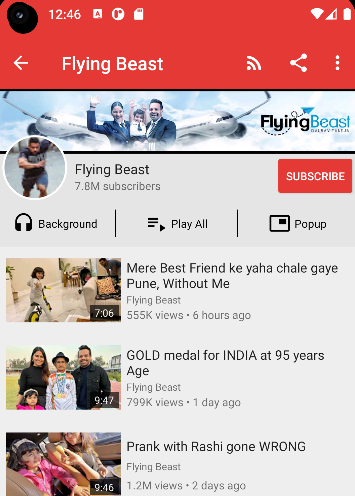 12:46
Flying Beast
FlyingBeast
GAURAV TANEJA
Flying Beast
7.8M subscribers
SUBSCRIBE
Background
Play All
Popup
Mere Best Friend ke yaha chale gaye
Pune, Without Me
Flying Beast
555K views • 6 hours ago
7:06
GOLD medal for INDIA at 95 years
Age
Flying Beast
799K views • 1 day ago
9:47
Prank with Rashi gone WRONG
Flying Beast
1.2M views • 2 days ago
9:46